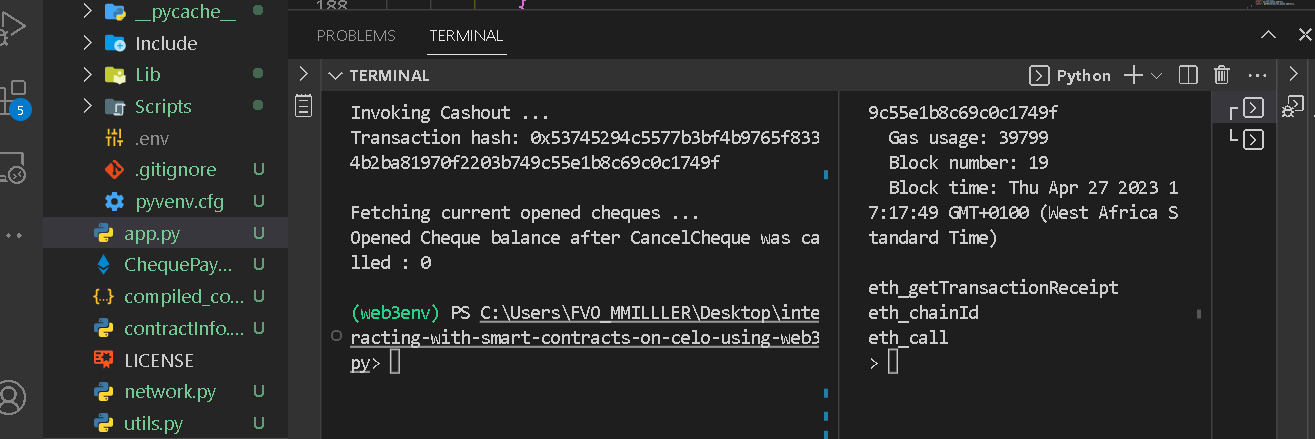 __pycache__
Include
Lib
Scripts
.env
.gitignore U
pyvenv.cfg U
app.py U
ChequePay... U
compiled_co... U
contractInfo... U
LICENSE
network.py U
utils.py U
5
188 {
PROBLEMS TERMINAL
TERMINAL
Python
Invoking Cashout ...
Transaction hash: 0x53745294c5577b3bf4b9765f833
4b2ba81970f2203b749c55e1b8c69c0c1749f
Fetching current opened cheques ...
Opened Cheque balance after CancelCheque was ca
lled : 0
(web3env) PS C:\Users\FVO_MMILLLER\Desktop\inte
racting-with-smart-contracts-on-celo-using-web3
py>
9c55e1b8c69c0c1749f
Gas usage: 39799
Block number: 19
Block time: Thu Apr 27 2023 1
7:17:49 GMT+0100 (West Africa S
tandard Time)
eth_getTransactionReceipt
eth_chainId
eth_call
>